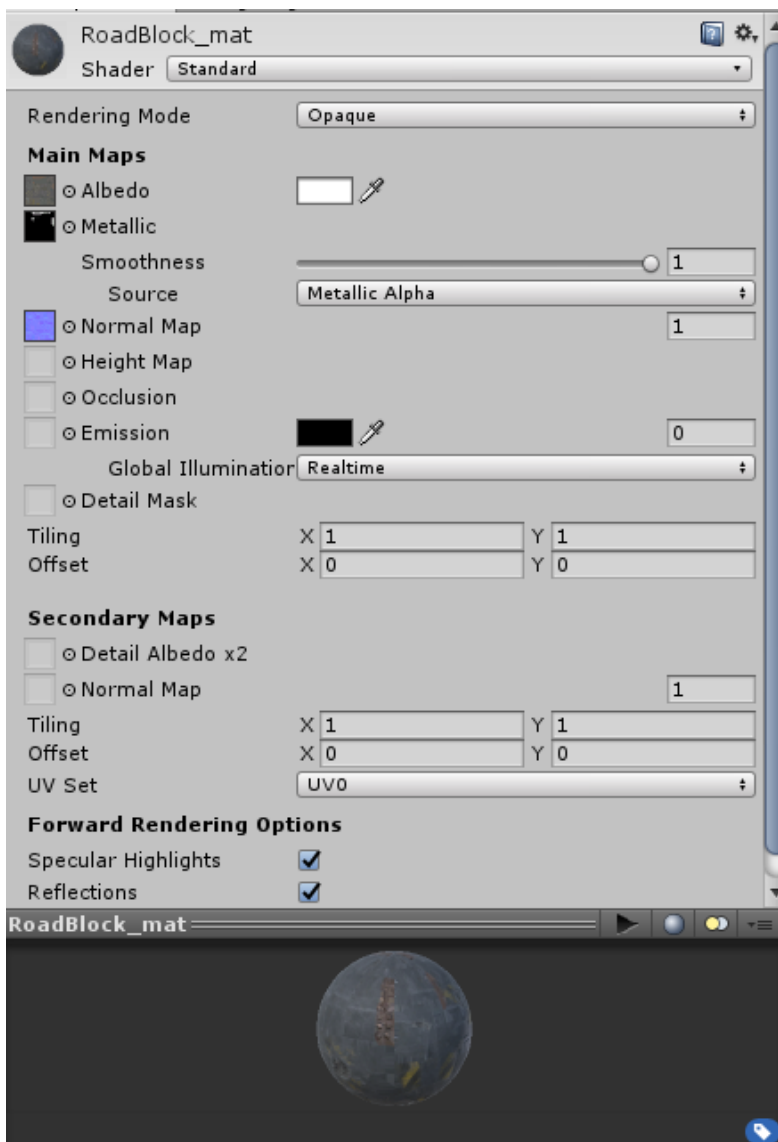 RoadBlock_mat
Shader Standard
Rendering Mode Opaque
Main Maps
Albedo
Metallic
Smoothness 1
Source Metallic Alpha
Normal Map 1
Height Map
Occlusion
Emission 0
Global Illumination Realtime
Detail Mask
Tiling X 1 Y 1
Offset X 0 Y 0
Secondary Maps
Detail Albedo x2
Normal Map 1
Tiling X 1 Y 1
Offset X 0 Y 0
UV Set UV0
Forward Rendering Options
Specular Highlights
Reflections
RoadBlock_mat